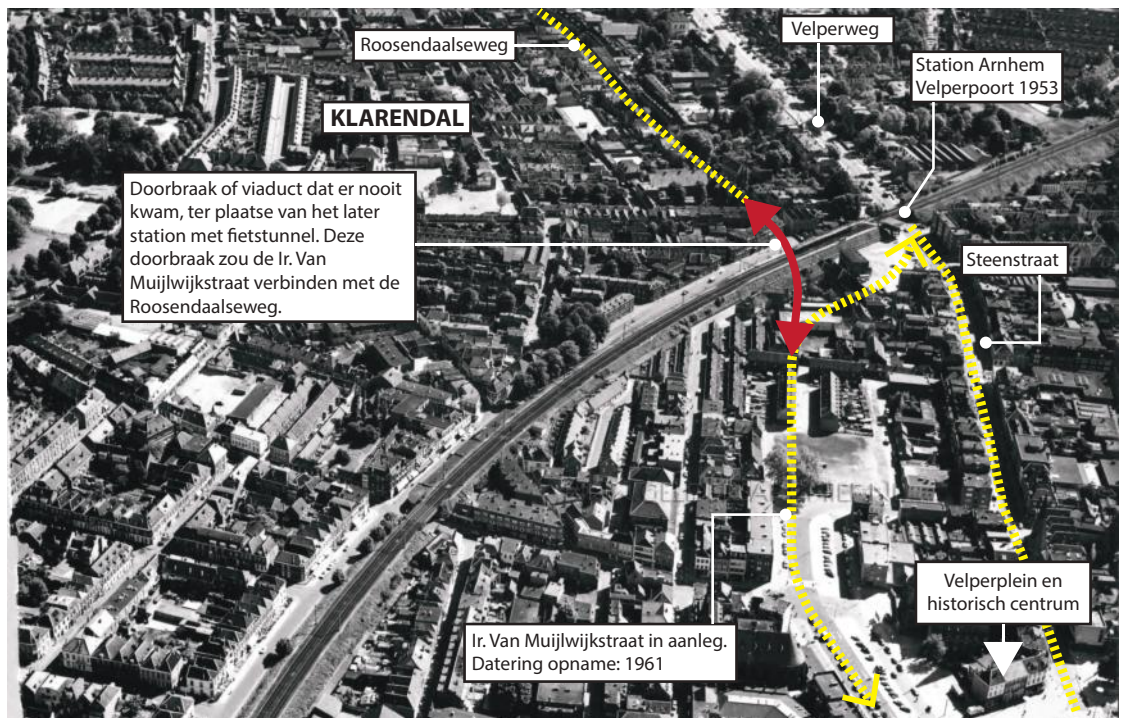 Roosendaalseweg
Velperweg
Station Arnhem
Velperpoort 1953
KLARENDAL
Doorbraak of viaduct dat er nooit
kwam, ter plaatse van het later
station met fietstunnel. Deze
doorbraak zou de Ir. Van
Muijlwijkstraat verbinden met de
Roosendaalseweg.
Steenstraat
Velperplein en
historisch centrum
Ir. Van Muijlwijkstraat in aanleg.
Datering opname: 1961